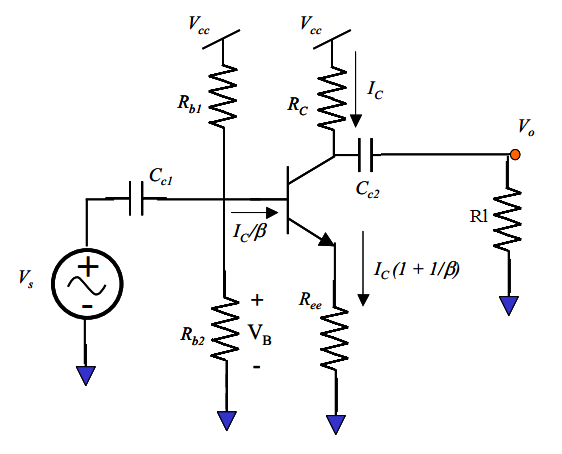 Vcc Vcc
Rb1 RC IC
Vo
Cc1 Cc2
Rl
IC/β
Vs + -
IC(1 + 1/β)
Ree
+
Rb2 VB
-